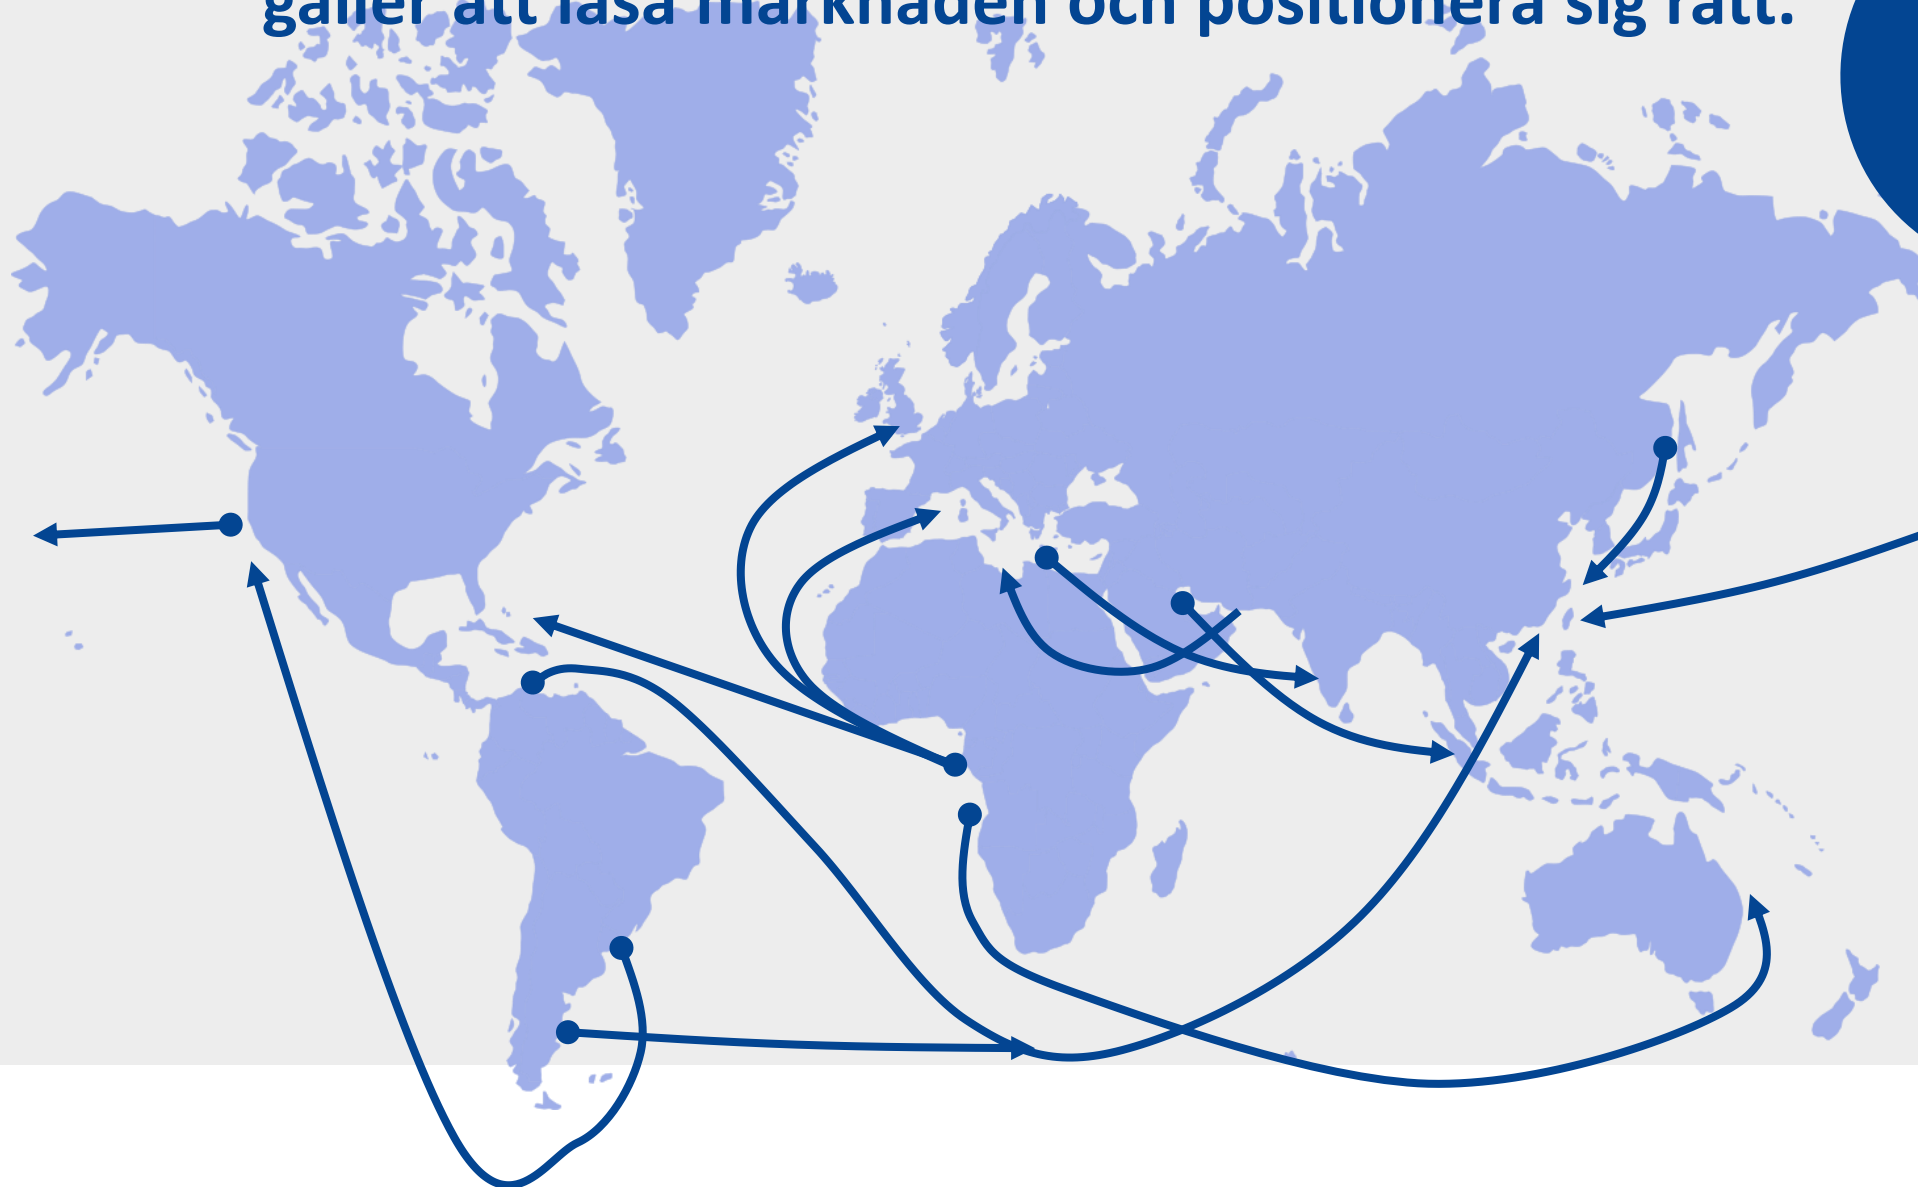 gäller att läsa marknaden och positionera sig rätt.